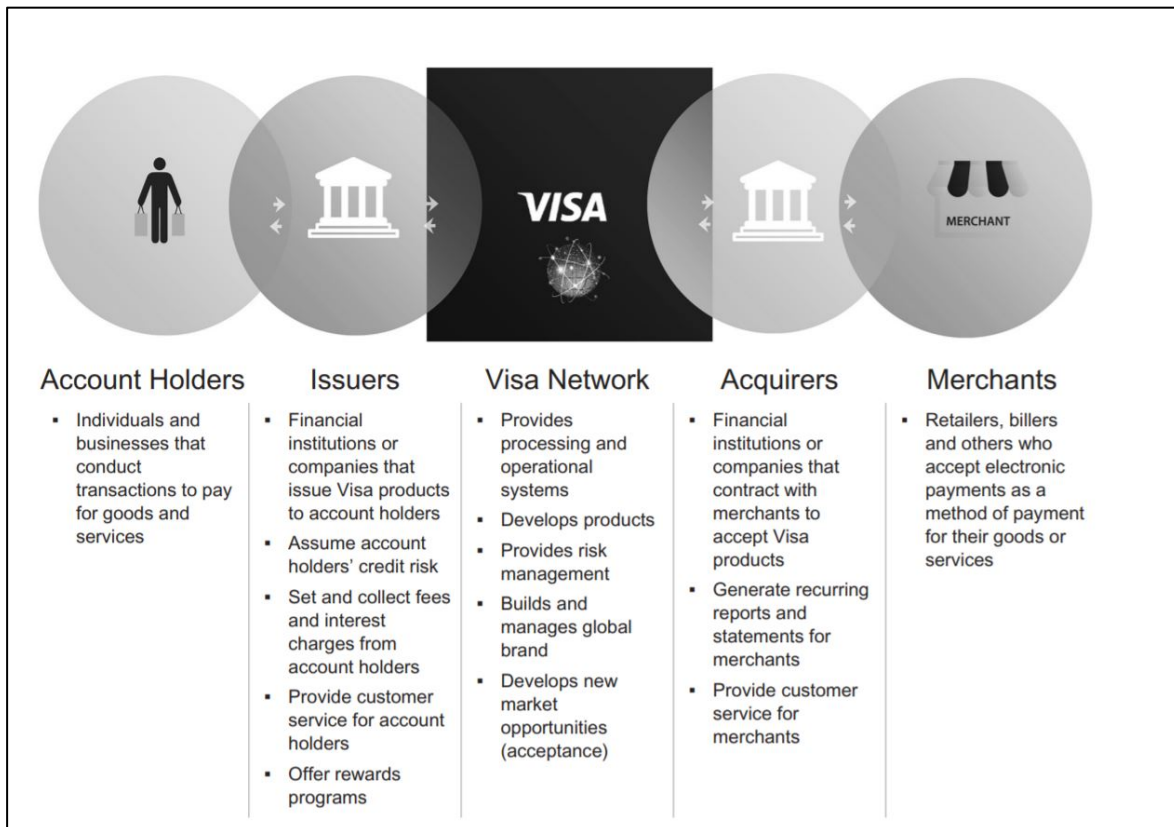 VISA
MERCHANT
Account Holders
▪ Individuals and
businesses that
conduct
transactions to pay
for goods and
services
Issuers
▪ Financial
institutions or
companies that
issue Visa products
to account holders
▪ Assume account
holders’ credit risk
▪ Set and collect fees
and interest
charges from
account holders
▪ Provide customer
service for account
holders
▪ Offer rewards
programs
Visa Network
▪ Provides
processing and
operational
systems
▪ Develops products
▪ Provides risk
management
▪ Builds and
manages global
brand
▪ Develops new
market
opportunities
(acceptance)
Acquirers
▪ Financial
institutions or
companies that
contract with
merchants to
accept Visa
products
▪ Generate recurring
reports and
statements for
merchants
▪ Provide customer
service for
merchants
Merchants
▪ Retailers, billers
and others who
accept electronic
payments as a
method of payment
for their goods or
services